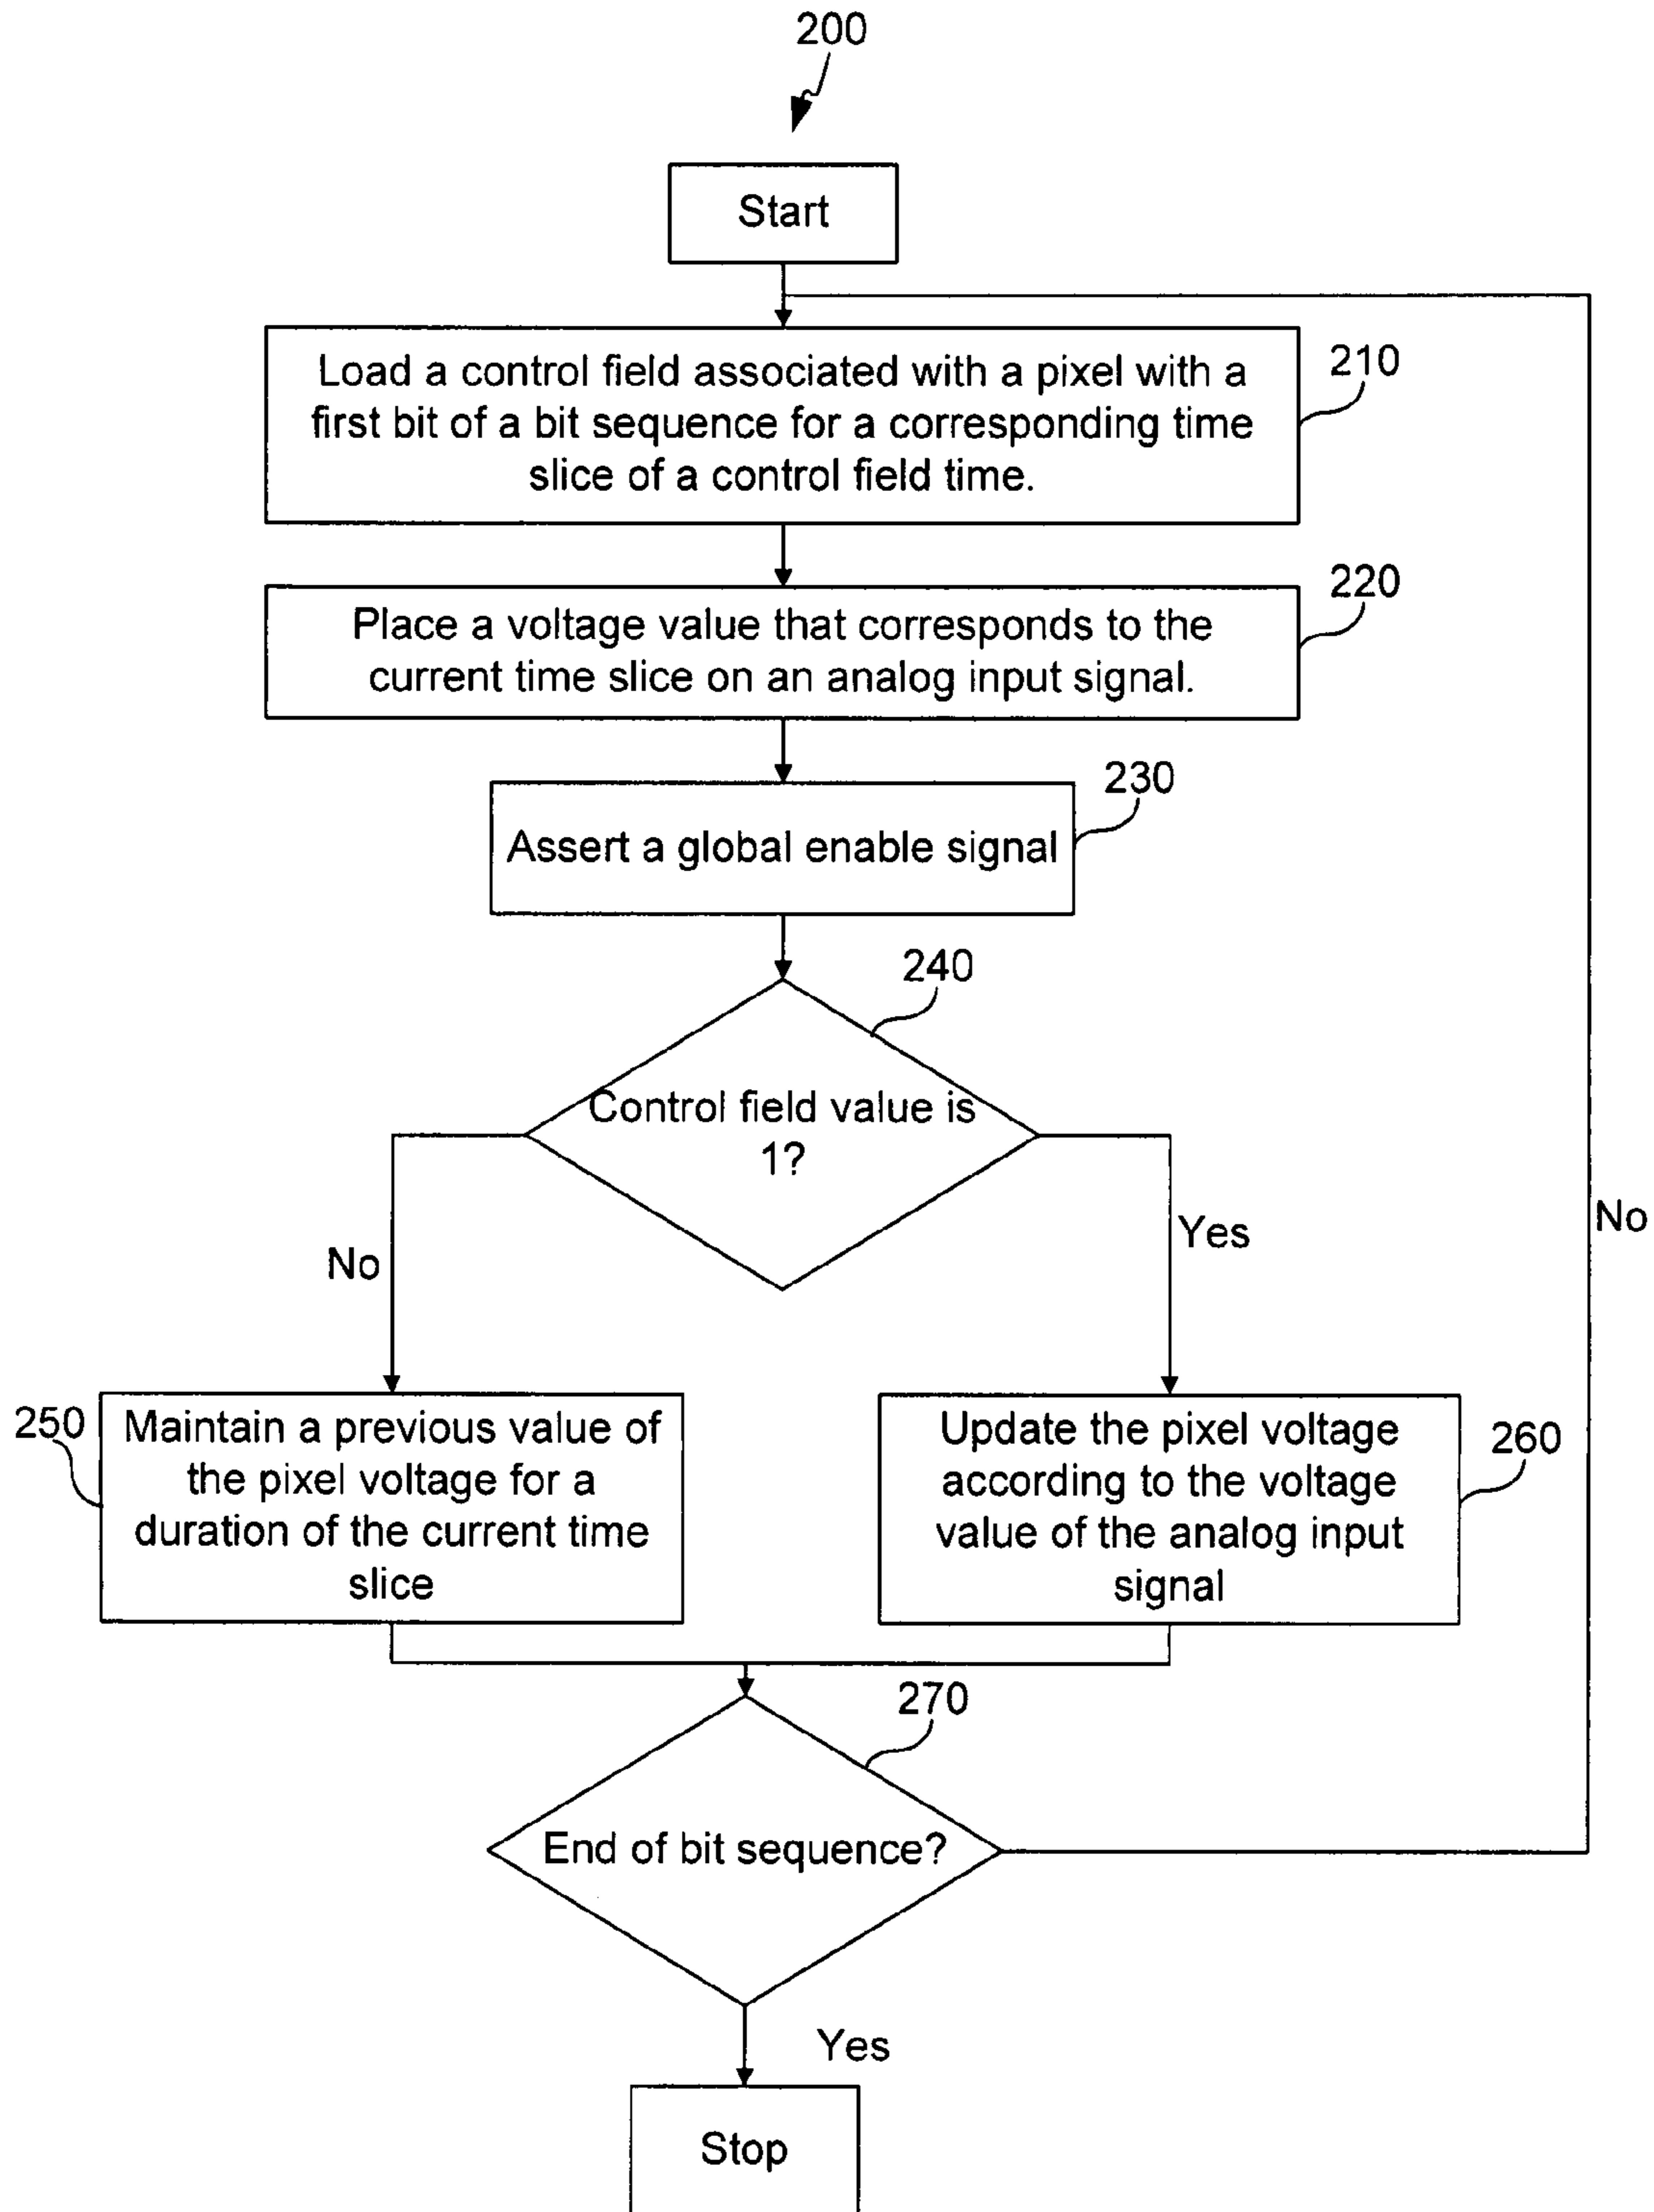 200
Start
Load a control field associated with a pixel with a
first bit of a bit sequence for a corresponding time
slice of a control field time.
210
Place a voltage value that corresponds to the
current time slice on an analog input signal.
220
Assert a global enable signal
230
240
Control field value is
1?
No
Yes
No
250
Maintain a previous value of
the pixel voltage for a
duration of the current time
slice
Update the pixel voltage
according to the voltage
value of the analog input
signal
260
270
End of bit sequence?
Yes
Stop